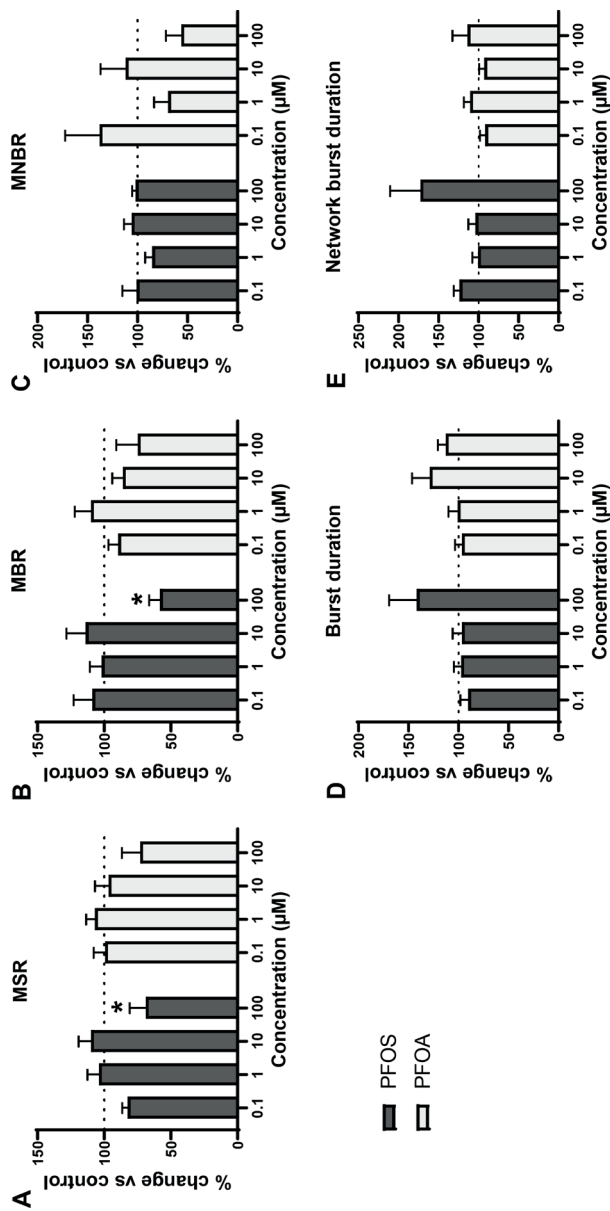 A
MSR
% change vs control
150
100
50
0
*
0.1 1 10 100 0.1 1 10 100
Concentration (μM)
B
MBR
% change vs control
150
100
50
0
*
0.1 1 10 100 0.1 1 10 100
Concentration (μM)
C
MNBR
% change vs control
200
150
100
50
0
0.1 1 10 100 0.1 1 10 100
Concentration (μM)
PFOS
PFOA
D
Burst duration
% change vs control
200
150
100
50
0
0.1 1 10 100 0.1 1 10 100
Concentration (μM)
E
Network burst duration
% change vs control
250
200
150
100
50
0
0.1 1 10 100 0.1 1 10 100
Concentration (μM)